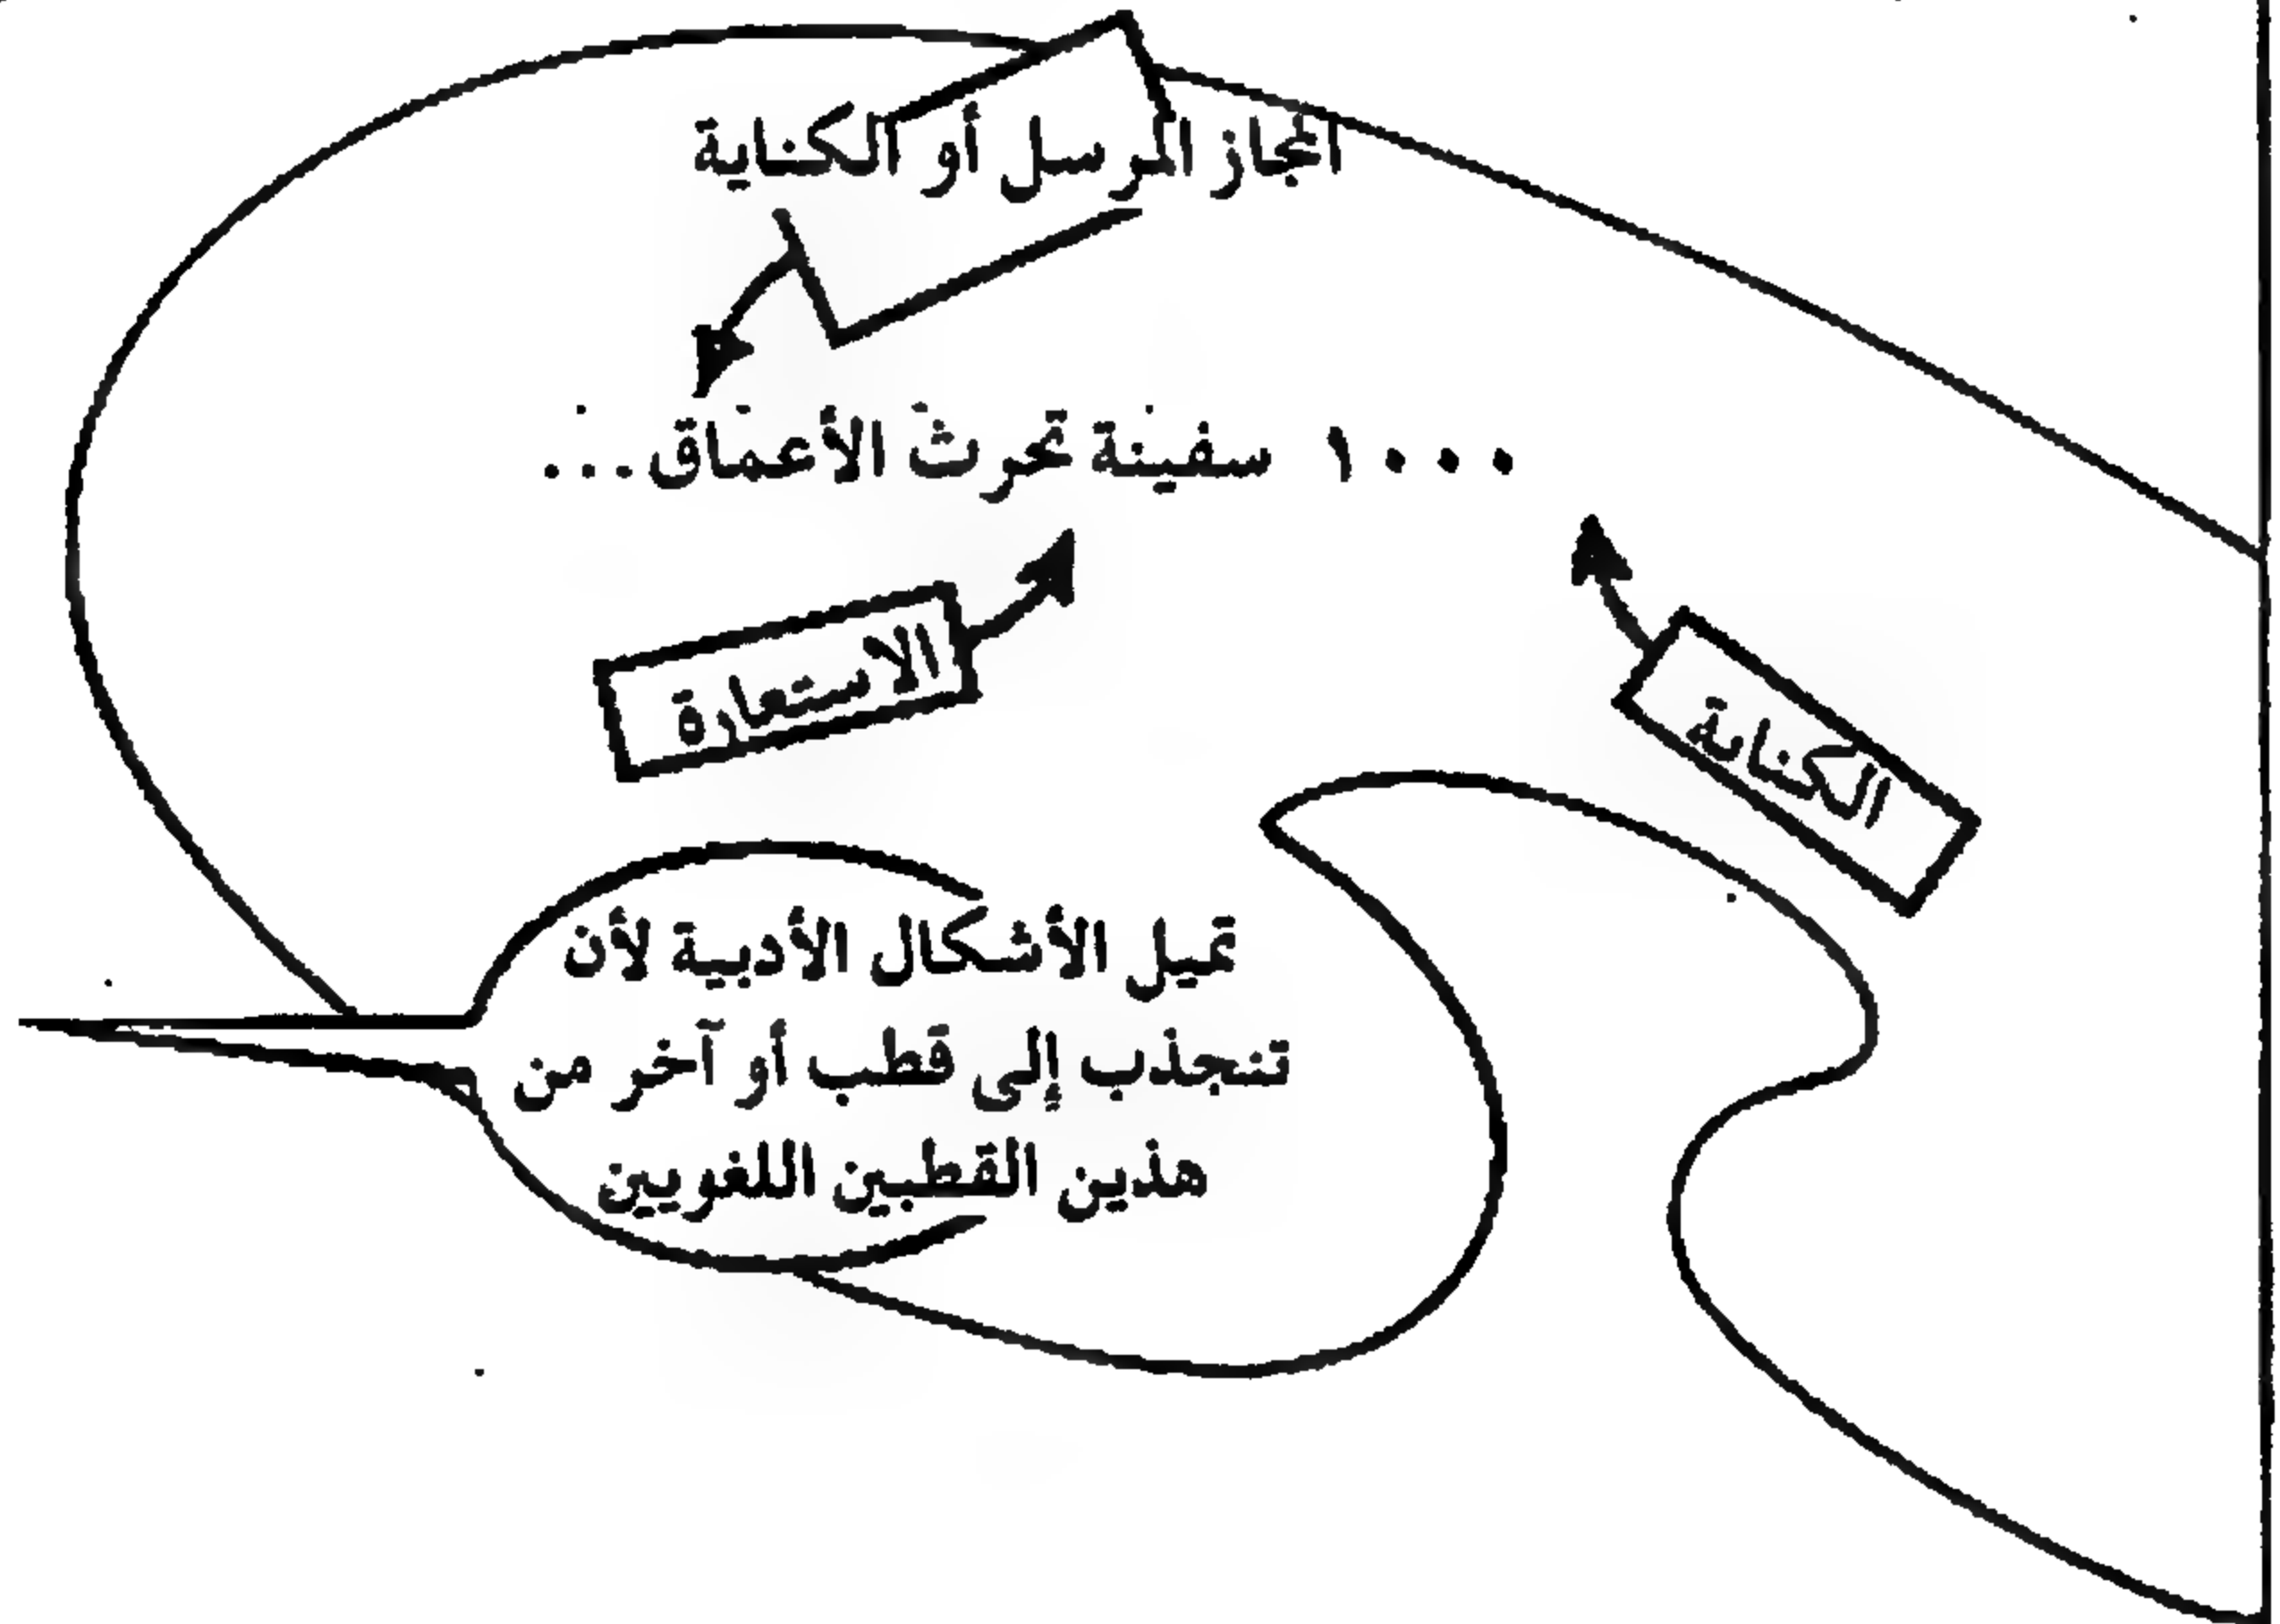 المجاز المرسل أو الكناية
١٠٠٠ سفينة تحرث الأعماق...
الاستعارة
الكناية
تميل الأشكال الأدبية لأن
تنجذب إلى قطب أو آخر من
هذين القطبين اللغويين